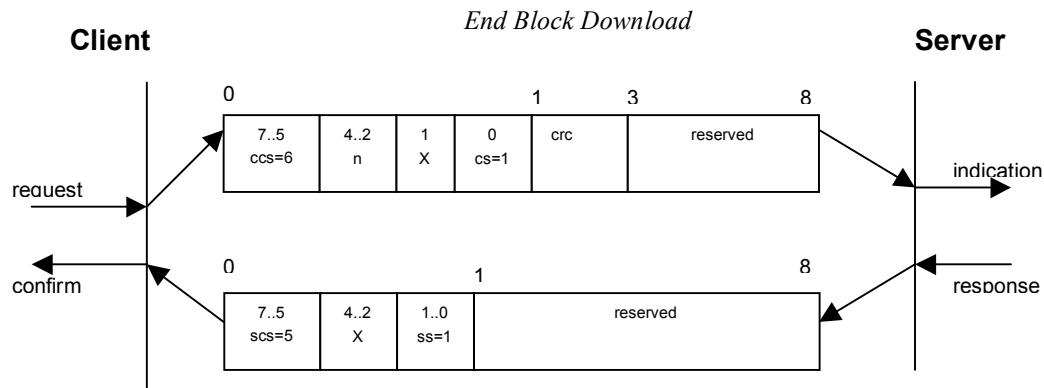 End Block Download
Client
Server
0
1
3
8
7..5
4..2
1
0
crc
reserved
ccs=6
n
X
cs=1
request
indication
0
1
8
confirm
response
7..5
4..2
1..0
reserved
scs=5
X
ss=1